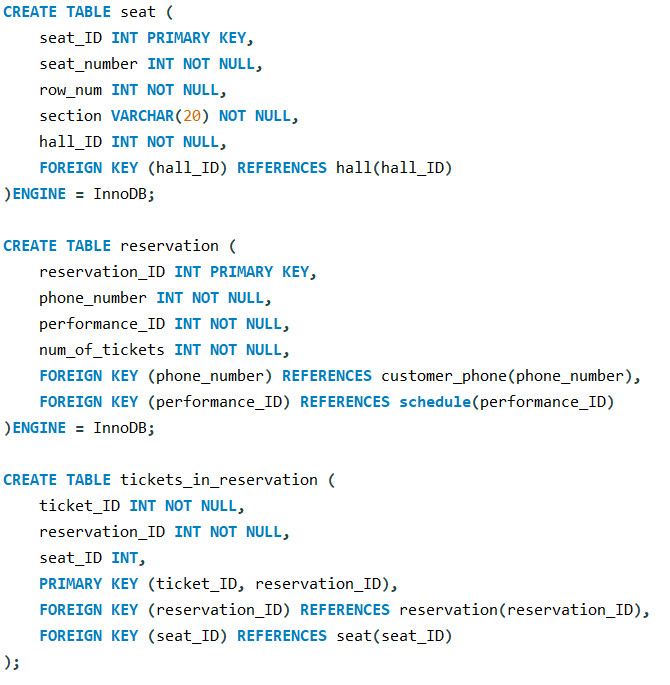 CREATE TABLE seat (
    seat_ID INT PRIMARY KEY,
    seat_number INT NOT NULL,
    row_num INT NOT NULL,
    section VARCHAR(20) NOT NULL,
    hall_ID INT NOT NULL,
    FOREIGN KEY (hall_ID) REFERENCES hall(hall_ID)
)ENGINE = InnoDB;

CREATE TABLE reservation (
    reservation_ID INT PRIMARY KEY,
    phone_number INT NOT NULL,
    performance_ID INT NOT NULL,
    num_of_tickets INT NOT NULL,
    FOREIGN KEY (phone_number) REFERENCES customer_phone(phone_number),
    FOREIGN KEY (performance_ID) REFERENCES schedule(performance_ID)
)ENGINE = InnoDB;

CREATE TABLE tickets_in_reservation (
    ticket_ID INT NOT NULL,
    reservation_ID INT NOT NULL,
    seat_ID INT,
    PRIMARY KEY (ticket_ID, reservation_ID),
    FOREIGN KEY (reservation_ID) REFERENCES reservation(reservation_ID),
    FOREIGN KEY (seat_ID) REFERENCES seat(seat_ID)
);